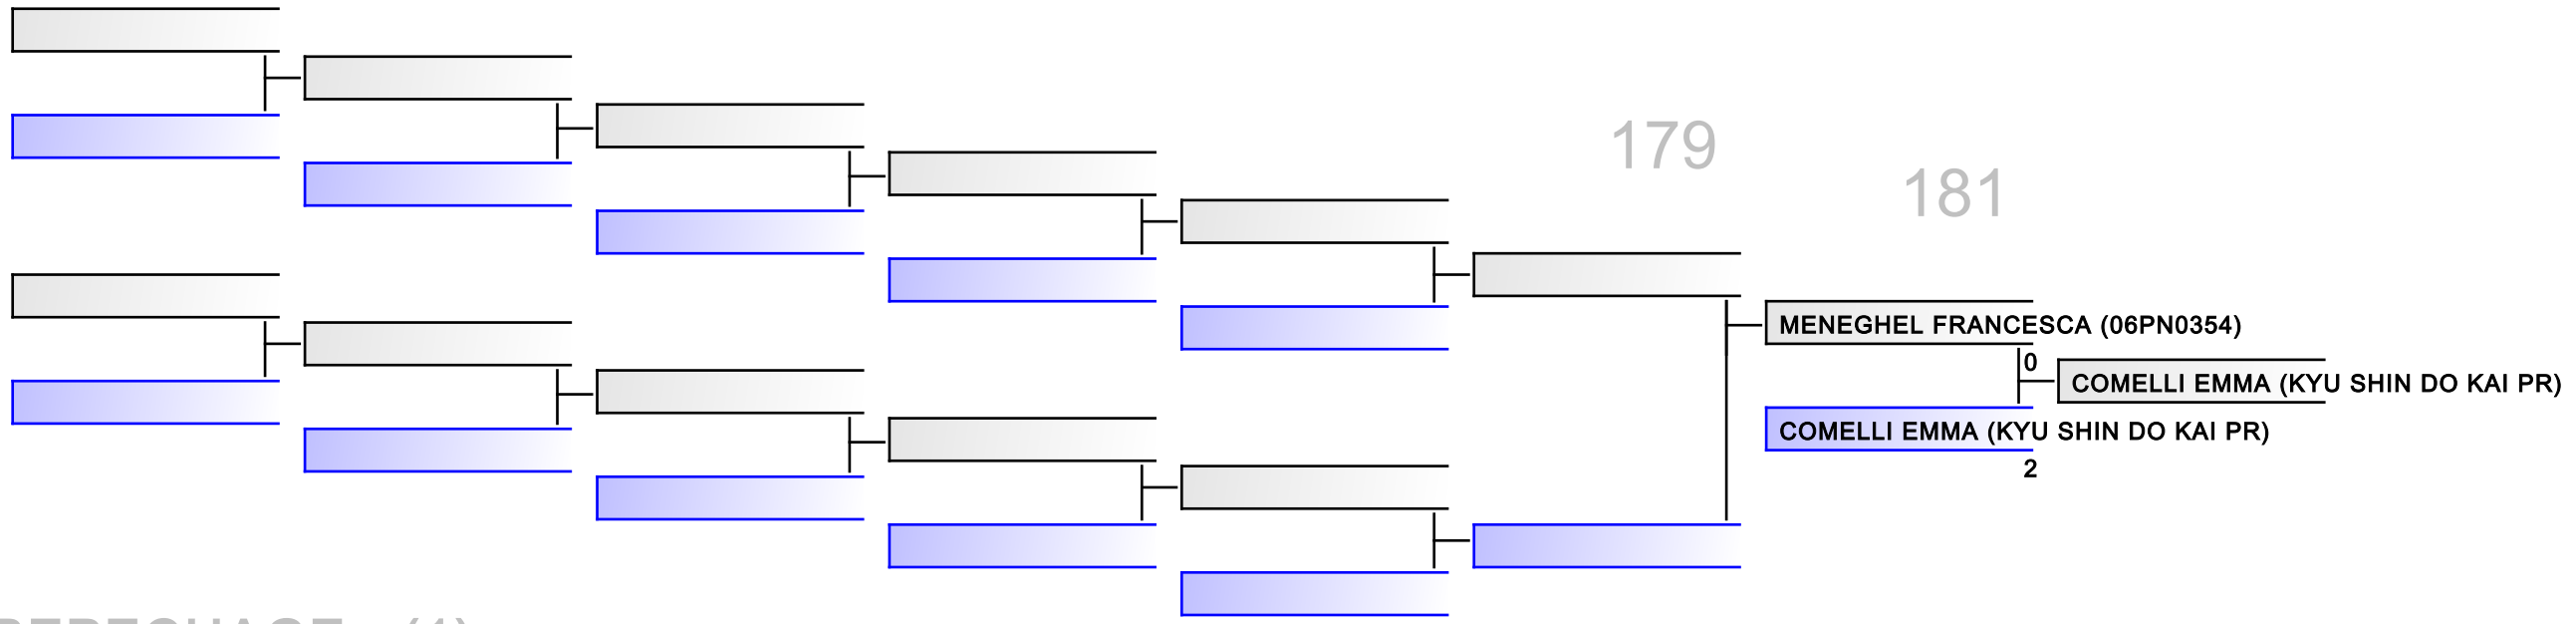 179
181
MENEGHEL FRANCESCA (06PN0354)
0
COMELLI EMMA (KYU SHIN DO KAI PR)
COMELLI EMMA (KYU SHIN DO KAI PR)
2